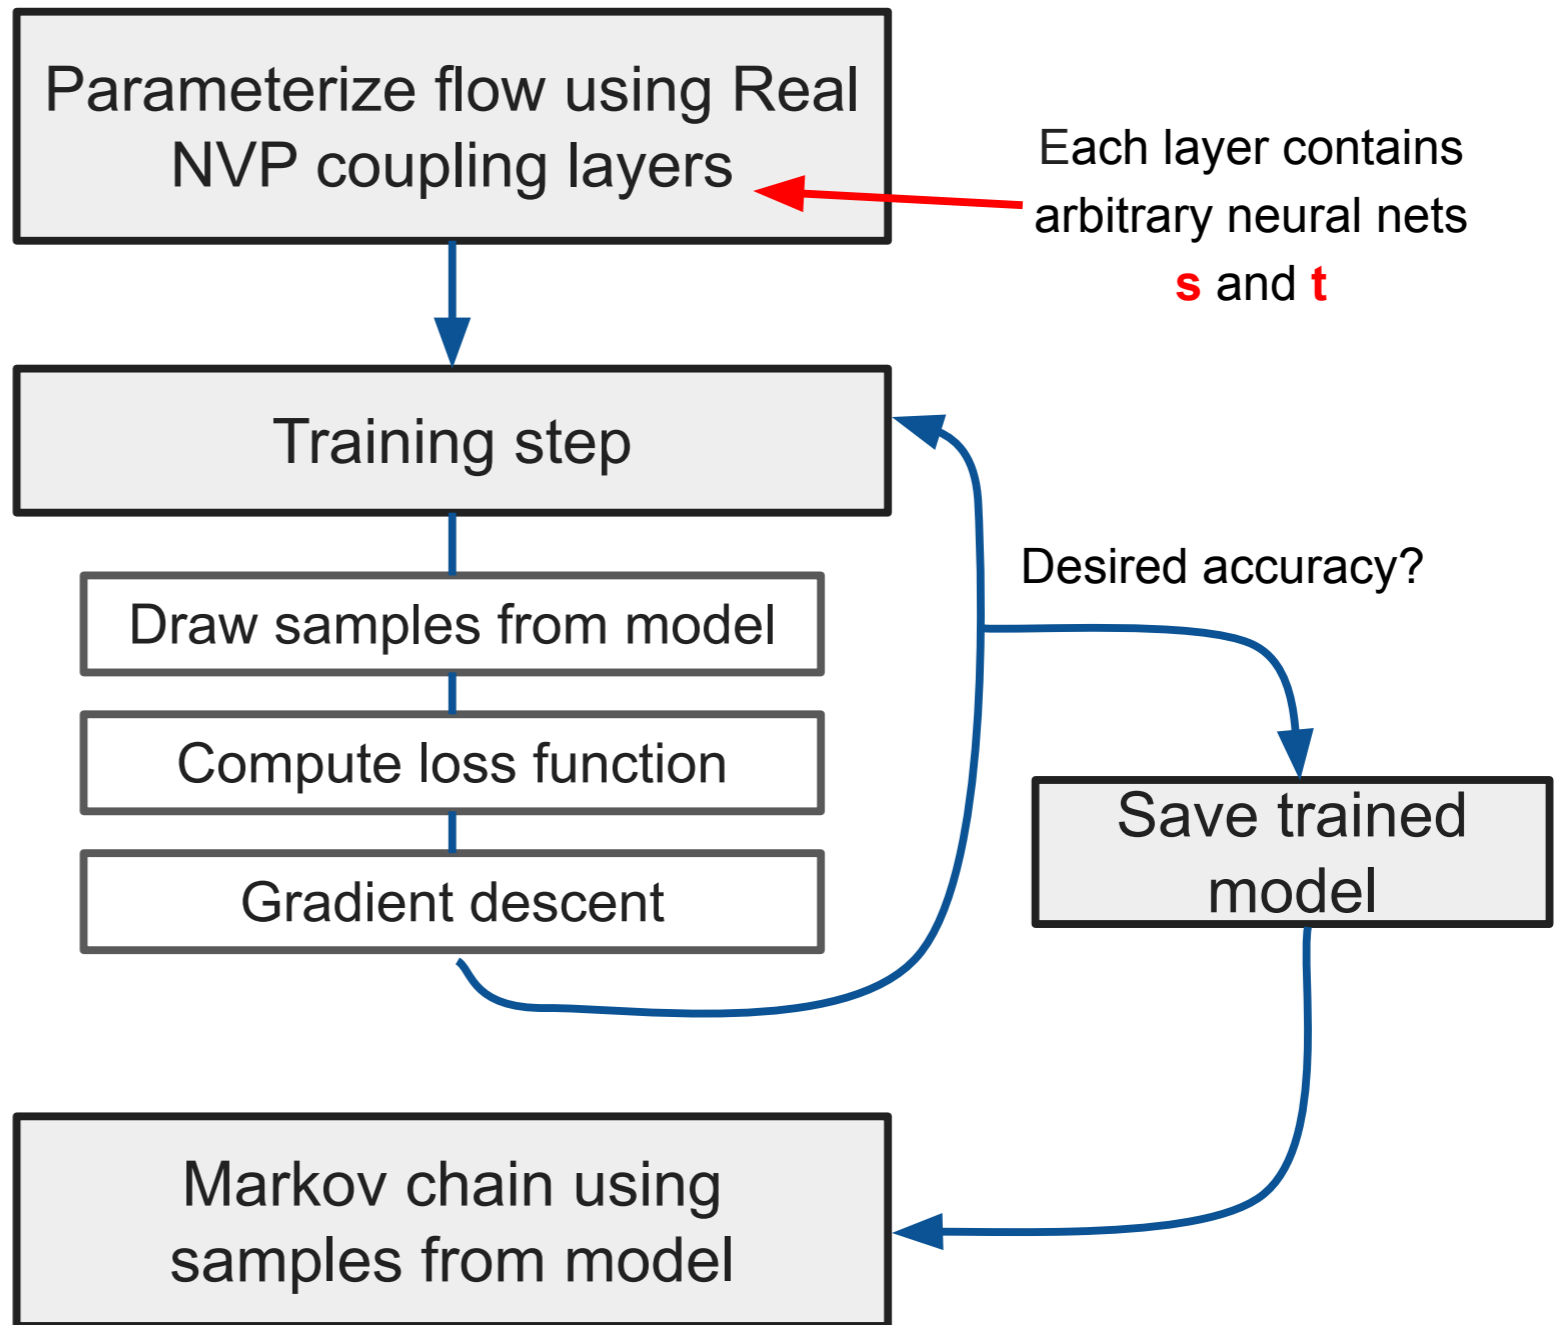 Parameterize flow using Real
NVP coupling layers
Each layer contains
arbitrary neural nets
s and t
Training step
Desired accuracy?
Draw samples from model
Compute loss function
Gradient descent
Save trained
model
Markov chain using
samples from model